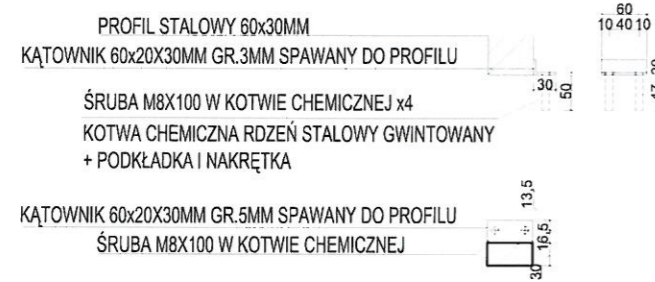 PROFIL STALOWY 60x30MM
KĄTOWNIK 60x20X30MM GR.3MM SPAWANY DO PROFILU
ŚRUBA M8X100 W KOTWIE CHEMICZNEJ x4
KOTWA CHEMICZNA RDZEŃ STALOWY GWINTOWANY
+ PODKŁADKA I NAKRĘTKA
30
50
60
10 40 10
KĄTOWNIK 60x20X30MM GR.5MM SPAWANY DO PROFILU
ŚRUBA M8X100 W KOTWIE CHEMICZNEJ
13,5
16,5
30